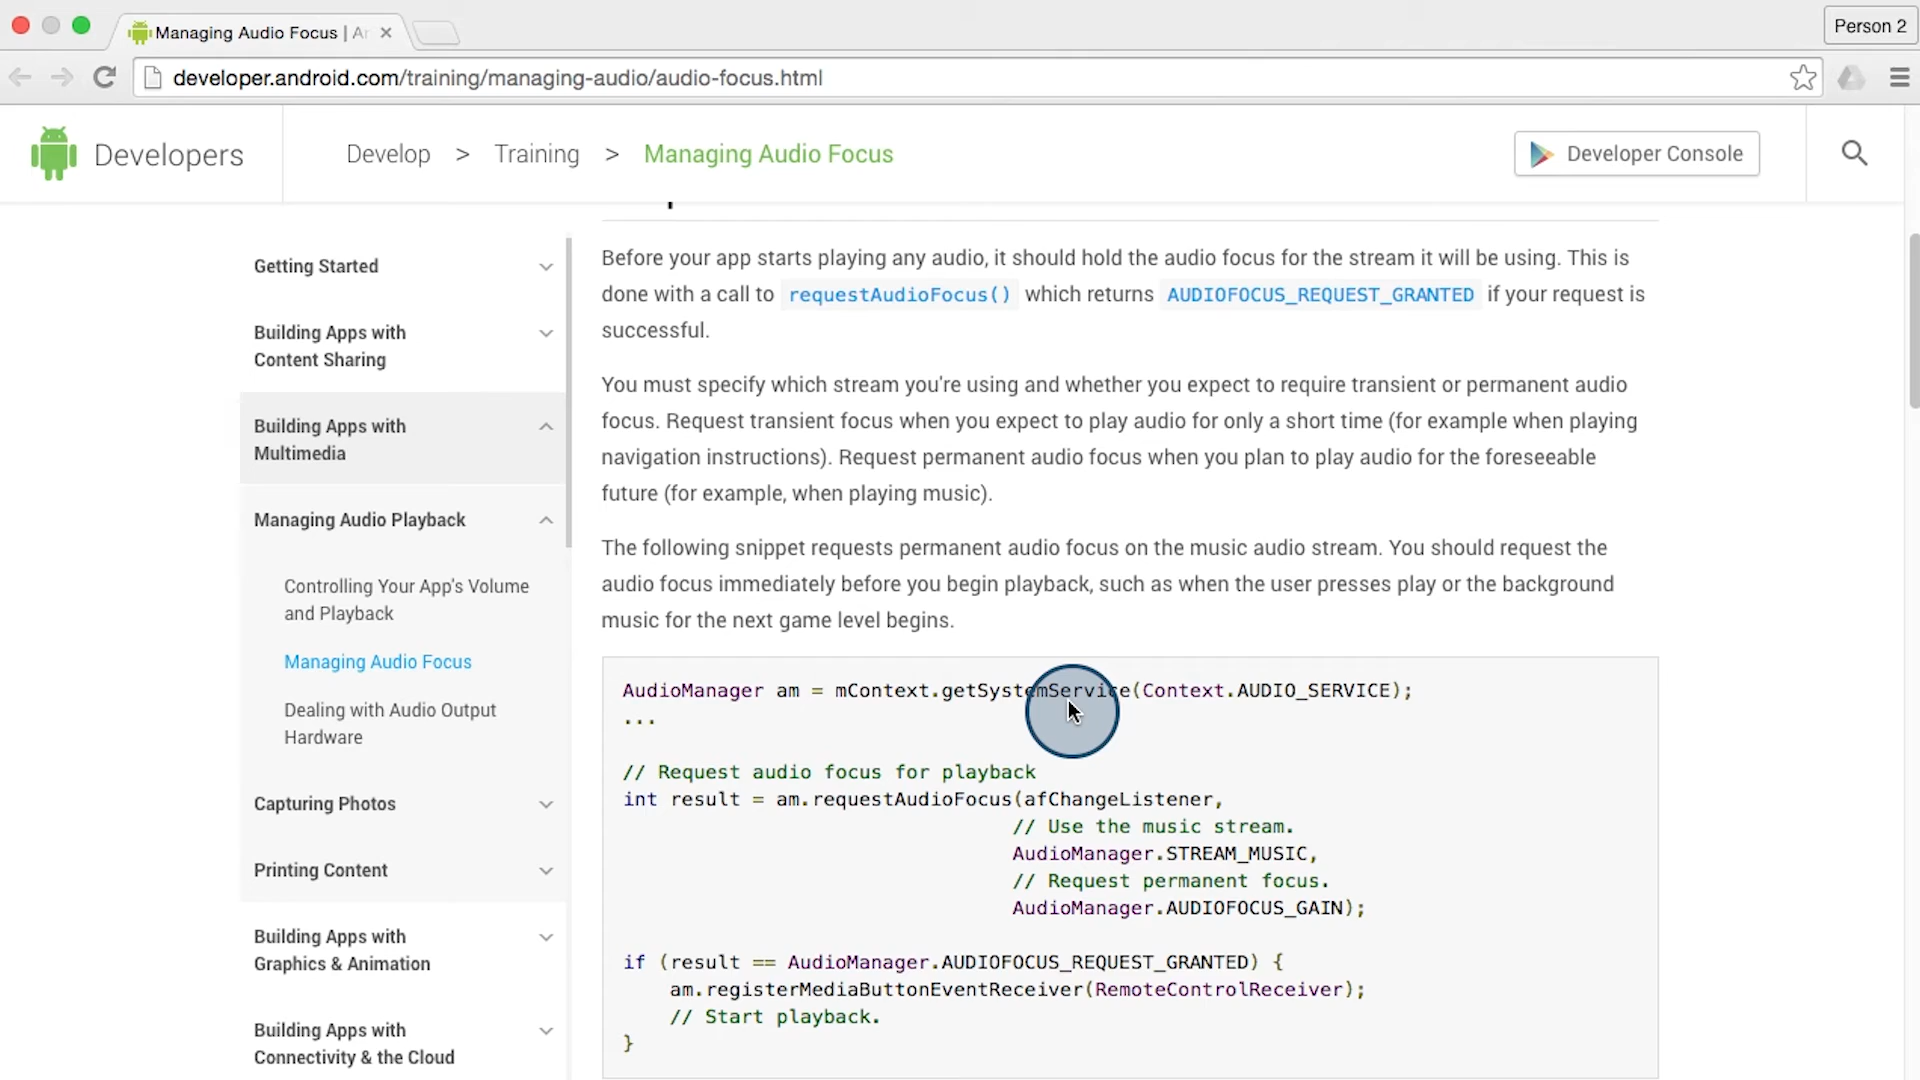 Managing Audio Focus | Ar
Person 2
developer.android.com/training/managing-audio/audio-focus.html
Developers
Develop > Training > Managing Audio Focus
Developer Console
Getting Started
Building Apps with
Content Sharing
Building Apps with
Multimedia
Managing Audio Playback
Controlling Your App's Volume
and Playback
Managing Audio Focus
Dealing with Audio Output
Hardware
Capturing Photos
Printing Content
Building Apps with
Graphics & Animation
Building Apps with
Connectivity & the Cloud
Before your app starts playing any audio, it should hold the audio focus for the stream it will be using. This is
done with a call to requestAudioFocus() which returns AUDIOFOCUS_REQUEST_GRANTED if your request is
successful.
You must specify which stream you're using and whether you expect to require transient or permanent audio
focus. Request transient focus when you expect to play audio for only a short time (for example when playing
navigation instructions). Request permanent audio focus when you plan to play audio for the foreseeable
future (for example, when playing music).
The following snippet requests permanent audio focus on the music audio stream. You should request the
audio focus immediately before you begin playback, such as when the user presses play or the background
music for the next game level begins.
AudioManager am = mContext.getSystemService(Context.AUDIO_SERVICE);
...
// Request audio focus for playback
int result = am.requestAudioFocus(afChangeListener,
// Use the music stream.
AudioManager.STREAM_MUSIC,
// Request permanent focus.
AudioManager.AUDIOFOCUS_GAIN);
if (result == AudioManager.AUDIOFOCUS_REQUEST_GRANTED) {
am.registerMediaButtonEventReceiver(RemoteControlReceiver);
// Start playback.
}